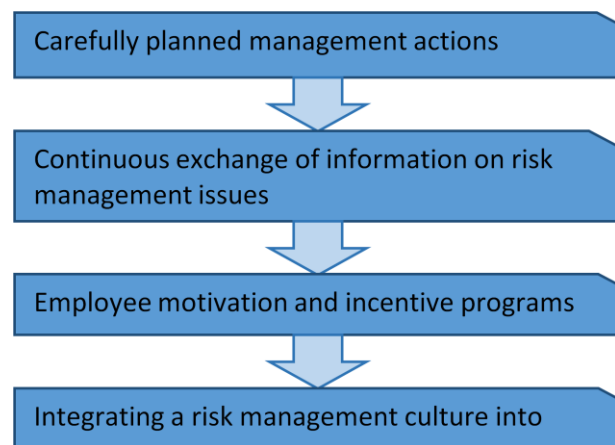 Carefully planned management actions
Continuous exchange of information on risk
management issues
Employee motivation and incentive programs
Integrating a risk management culture into